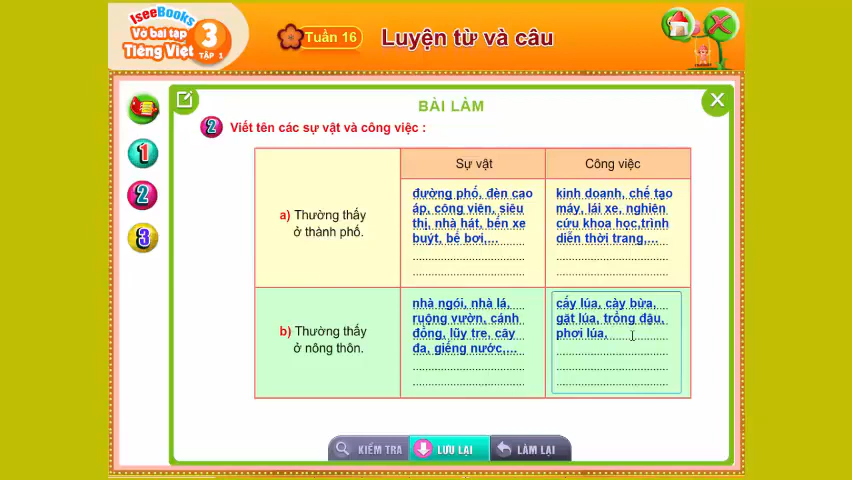 IseeBooks
Vở bài tập
Tiếng Việt 3
TẬP 1
Tuần 16
Luyện từ và câu
BÀI LÀM
2 Viết tên các sự vật và công việc :
Sự vật
Công việc
a) Thường thấy
ở thành phố.
đường phố, đèn cao
áp, công viên, siêu
thị, nhà hát, bến xe
buýt, bể bơi,...
kinh doanh, chế tạo
máy, lái xe, nghiên
cứu khoa học,trình
diễn thời trang,...
b) Thường thấy
ở nông thôn.
nhà ngói, nhà lá,
ruộng vườn, cánh
đồng, lũy tre, cây
đa, giếng nước,...
cấy lúa, cày bừa,
gặt lúa, trồng đậu,
phơi lúa,
1
2
3
KIỂM TRA
LƯU LẠI
LÀM LẠI